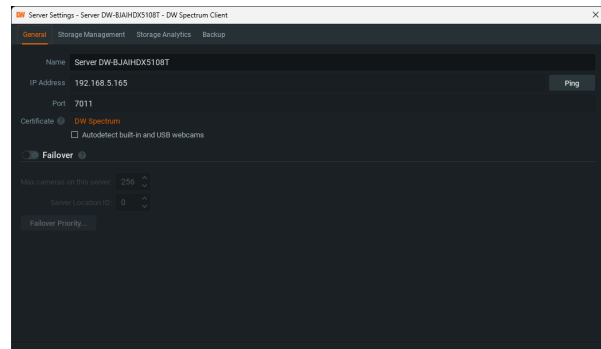 DW Server Settings - Server DW-BJAIHDX5108T - DW Spectrum Client
General Storage Management Storage Analytics Backup
Name Server DW-BJAIHDX5108T
IP Address 192.168.5.165 Ping
Port 7011
Certificate ? DW Spectrum
Autodetect built-in and USB webcams
Failover ?
Max cameras on this server: 256
Server Location ID: 0
Failover Priority...